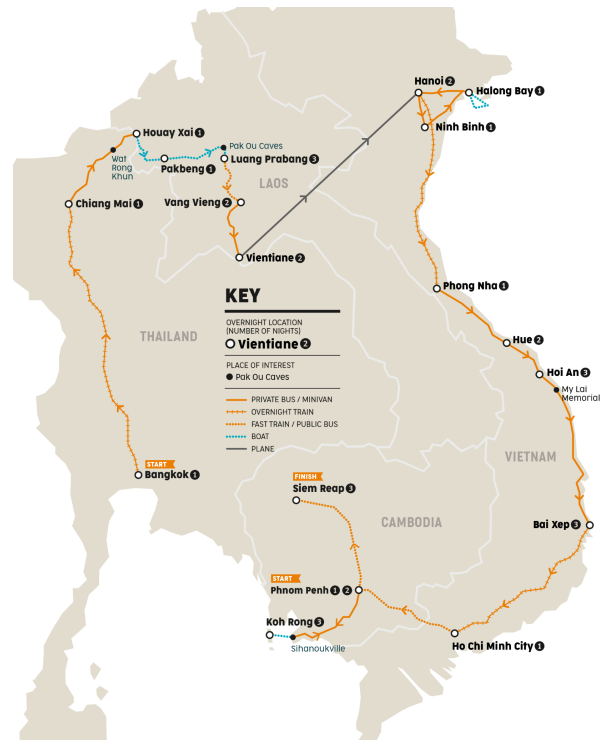 Hanoi 2
Halong Bay 1
Ninh Binh 1
Houay Xai 1
Pak Ou Caves
Wat
Rong
Khun
Pakbeng 1
Luang Prabang 3
LAOS
Chiang Mai 1
Vang Vieng 2
Vientiane 2
Phong Nha 1
KEY
OVERNIGHT LOCATION
(NUMBER OF NIGHTS)
Vientiane 2
PLACE OF INTEREST
Pak Ou Caves
PRIVATE BUS / MINIVAN
OVERNIGHT TRAIN
FAST TRAIN / PUBLIC BUS
BOAT
PLANE
THAILAND
Hue 2
Hoi An 3
My Lai
Memorial
VIETNAM
START
Bangkok 1
FINISH
Siem Reap 3
CAMBODIA
Bai Xep 3
START
Phnom Penh 1 2
Koh Rong 3
Sihanoukville
Ho Chi Minh City 1